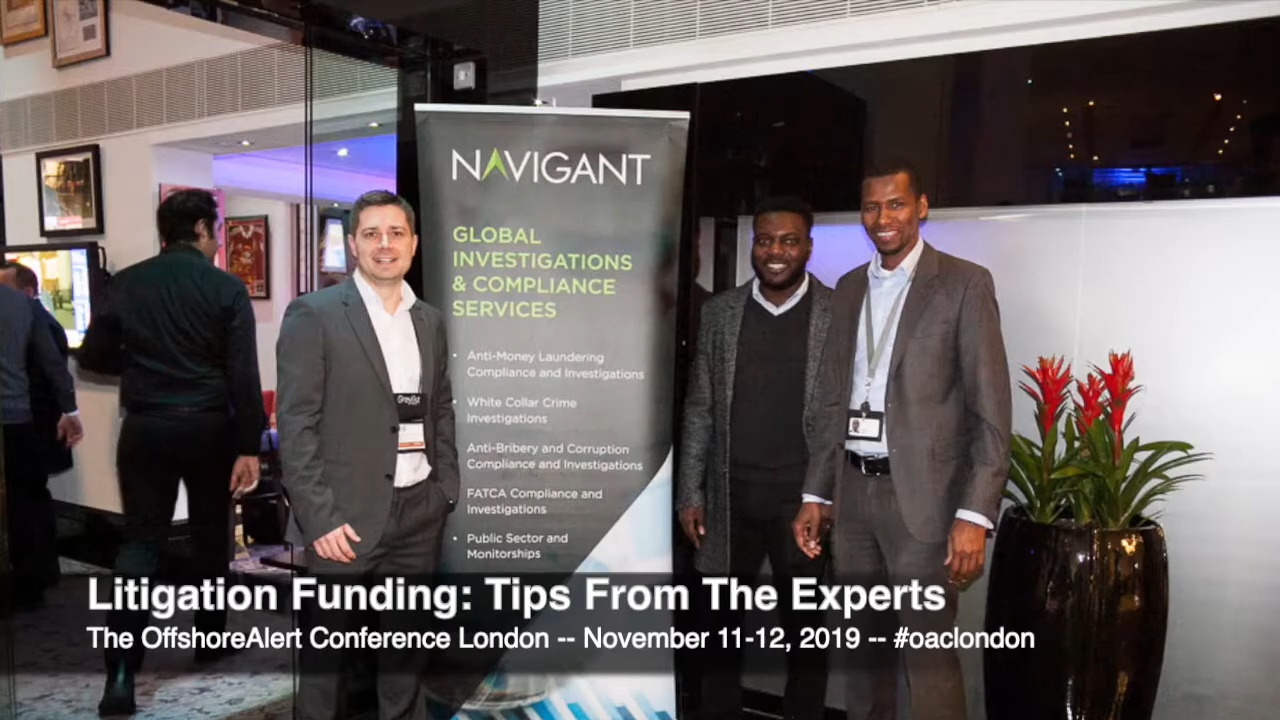 NAVIGANT
GLOBAL
INVESTIGATIONS
& COMPLIANCE
SERVICES
• Anti-Money Laundering
Compliance and Investigations
• White Collar Crime
Investigations
Anti-Bribery and Corruption
Compliance and Investigations
FATCA Compliance and
Investigations
• Public Sector and
Monitorships
Litigation Funding: Tips From The Experts
The OffshoreAlert Conference London -- November 11-12, 2019 -- #oaclondon